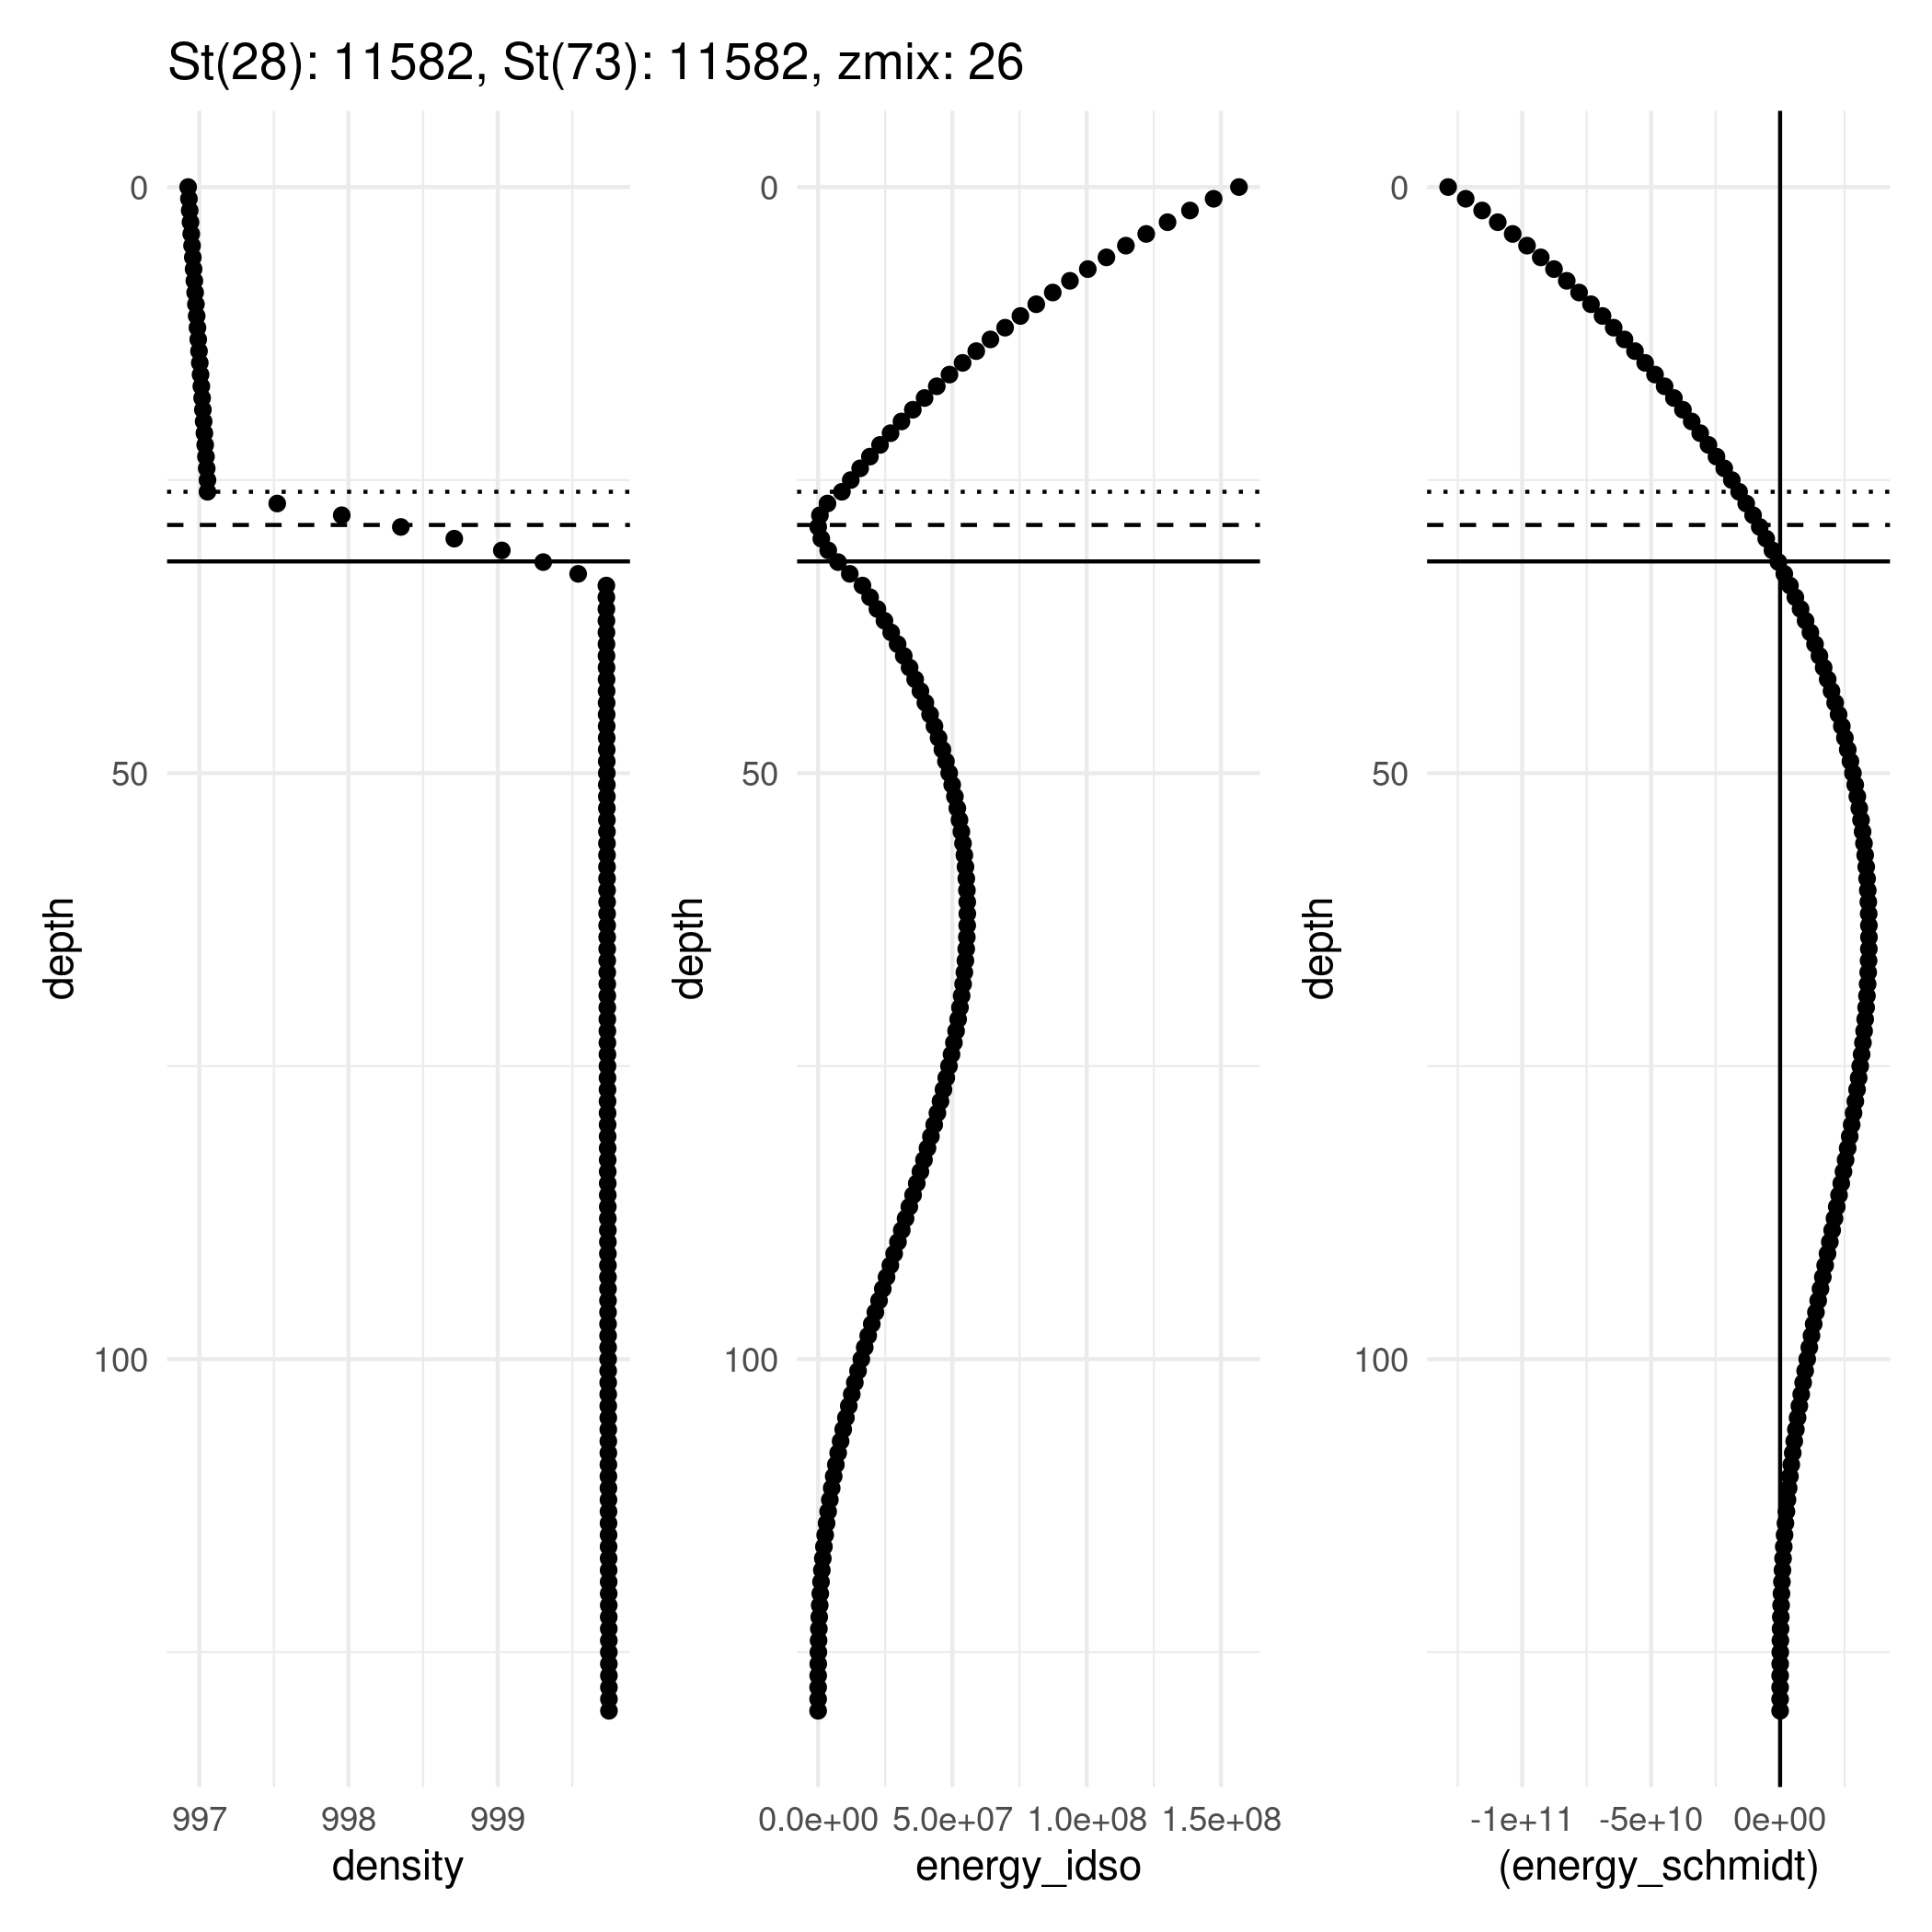 St(28): 11582, St(73): 11582, zmix: 26
0
50
100
depth
997 998 999
density
0
50
100
depth
0.0e+00 5.0e+07 1.0e+08 1.5e+08
energy_idso
0
50
100
depth
-1e+11 -5e+10 0e+00
(energy_schmidt)